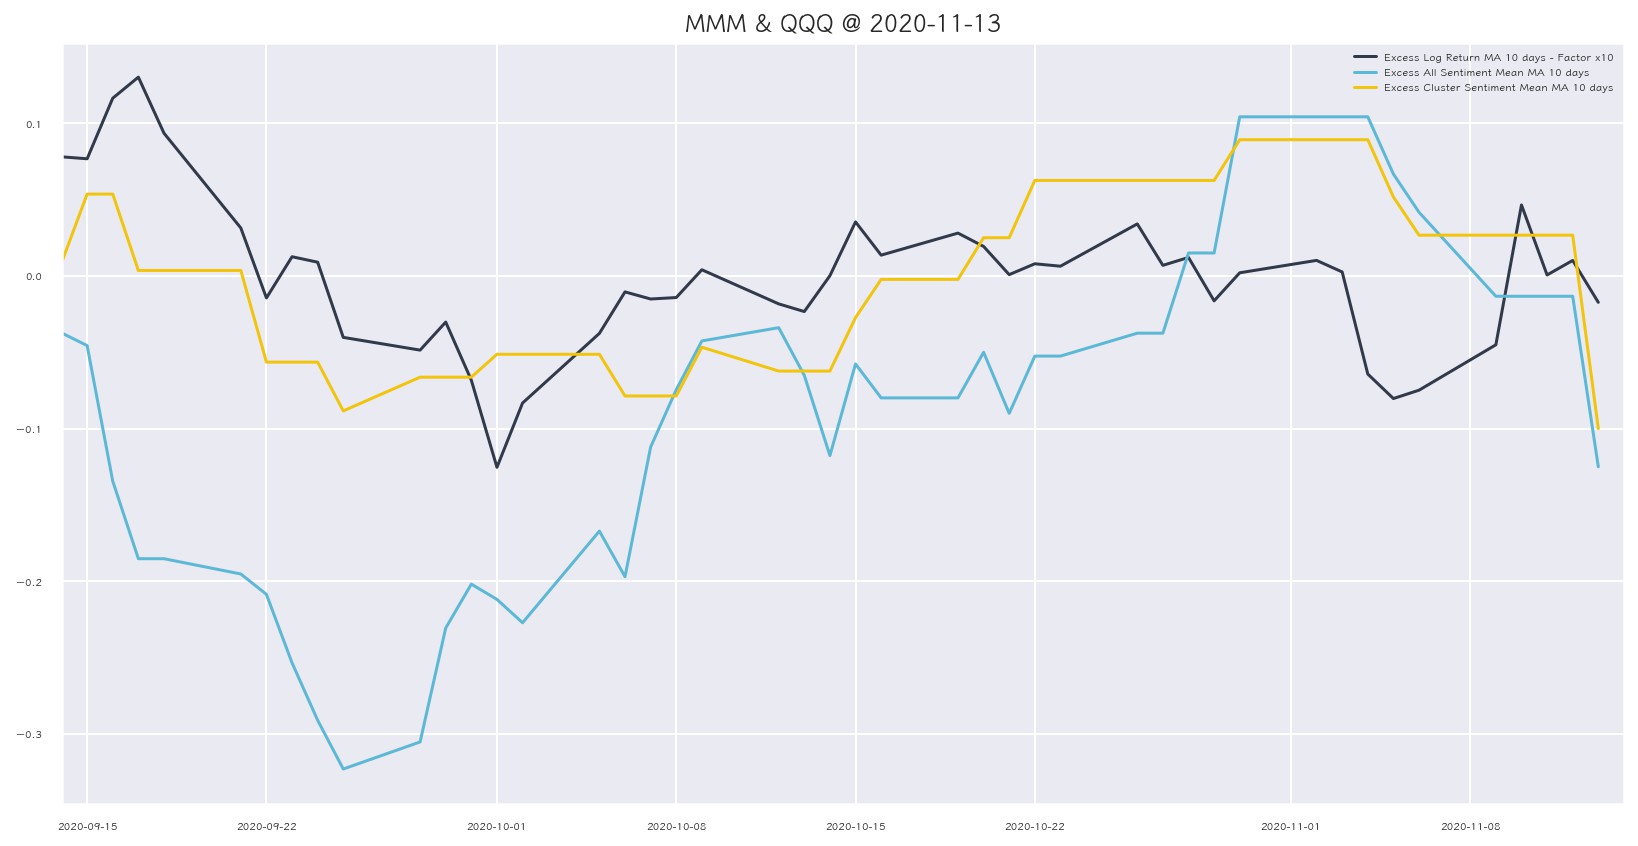 MMM & QQQ @ 2020-11-13
Excess Log Return MA 10 days - Factor x10
Excess All Sentiment Mean MA 10 days
Excess Cluster Sentiment Mean MA 10 days
0.1
0.0
−0.1
−0.2
−0.3
2020-09-15 2020-09-22 2020-10-01 2020-10-08 2020-10-15 2020-10-22 2020-11-01 2020-11-08